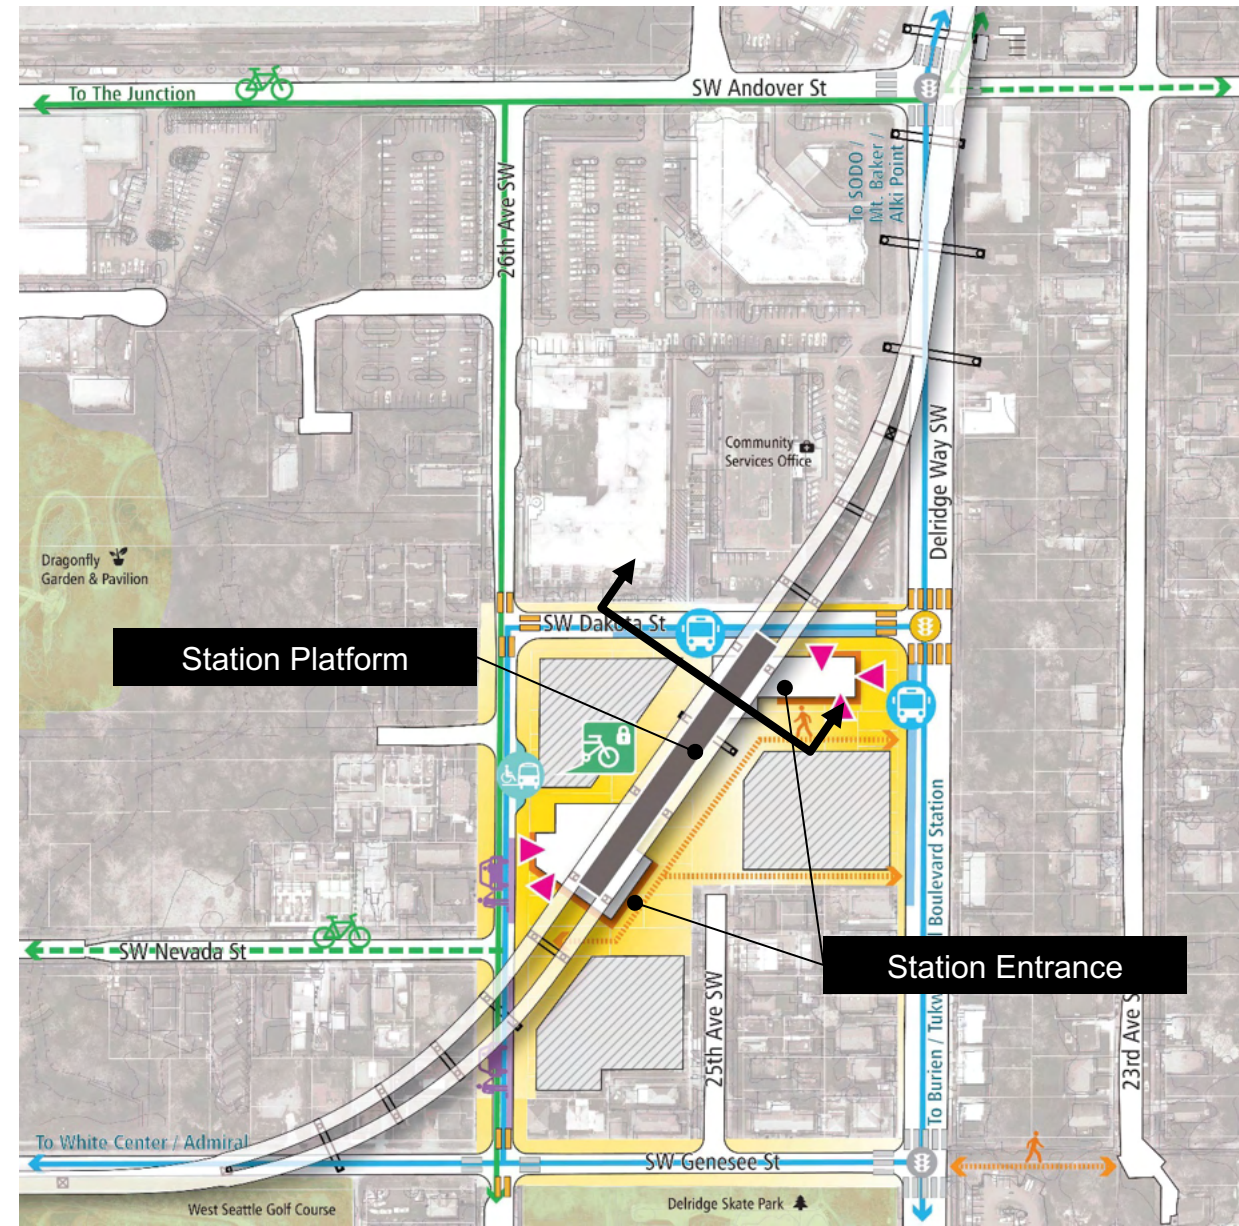 To The Junction
SW Andover St
26th Ave SW
To SODO /
Mt. Baker /
Alki Point
Community
Services Office
Delridge Way SW
Dragonfly
Garden & Pavilion
SW Dakota St
Station Platform
To Burien / Tukw
Boulevard Station
Station Entrance
SW Nevada St
25th Ave SW
23rd Ave S
To White Center / Admiral
SW Genesee St
West Seattle Golf Course
Delridge Skate Park